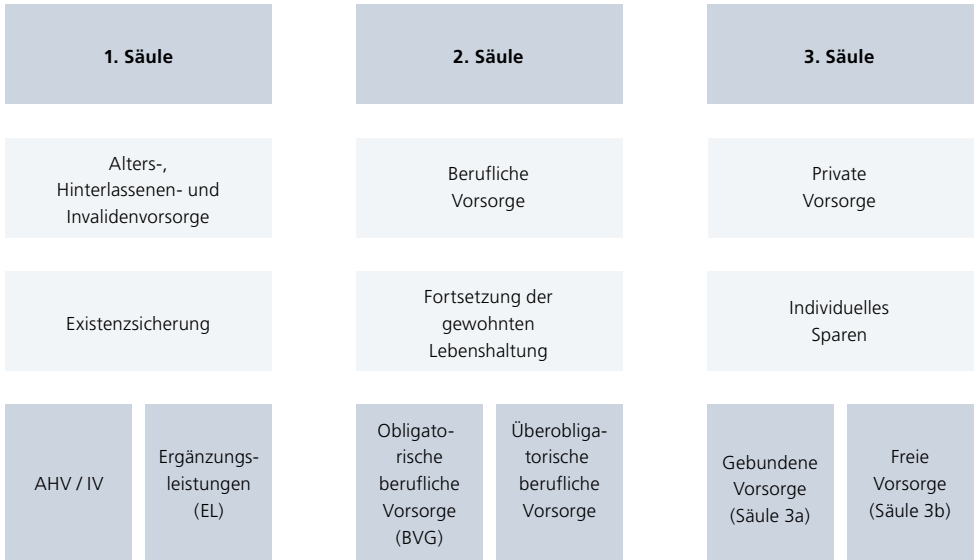 1. Säule
2. Säule
3. Säule
Alters-,
Hinterlassenen- und
Invalidenvorsorge
Berufliche
Vorsorge
Private
Vorsorge
Existenzsicherung
Fortsetzung der
gewohnten
Lebenshaltung
Individuelles
Sparen
AHV / IV
Ergänzungs-
leistungen
(EL)
Obligato-
rische
berufliche
Vorsorge
(BVG)
Überobliga-
torische
berufliche
Vorsorge
Gebundene
Vorsorge
(Säule 3a)
Freie
Vorsorge
(Säule 3b)